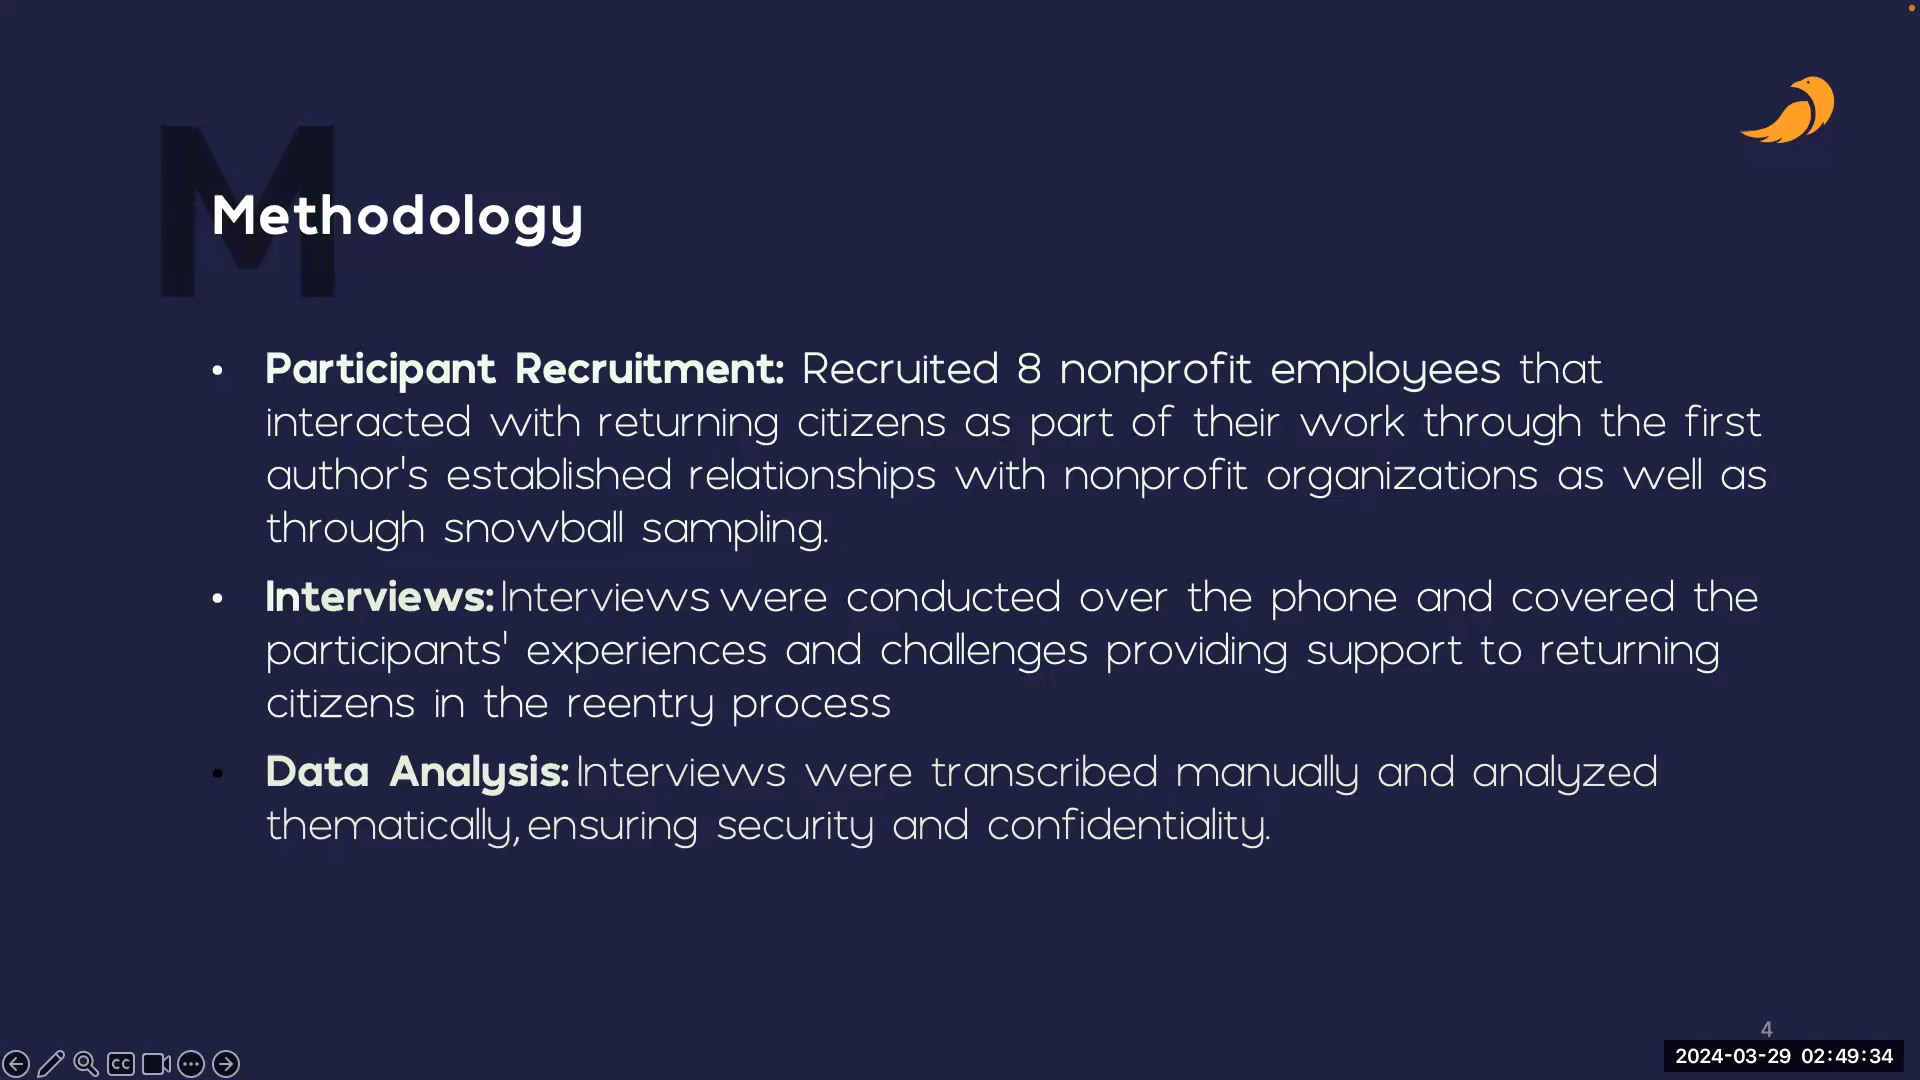 M
Methodology
• Participant Recruitment: Recruited 8 nonprofit employees that
interacted with returning citizens as part of their work through the first
author's established relationships with nonprofit organizations as well as
through snowball sampling.
• Interviews: Interviews were conducted over the phone and covered the
participants' experiences and challenges providing support to returning
citizens in the reentry process
• Data Analysis: Interviews were transcribed manually and analyzed
thematically, ensuring security and confidentiality.
4
CC
2024-03-29 02:49:34